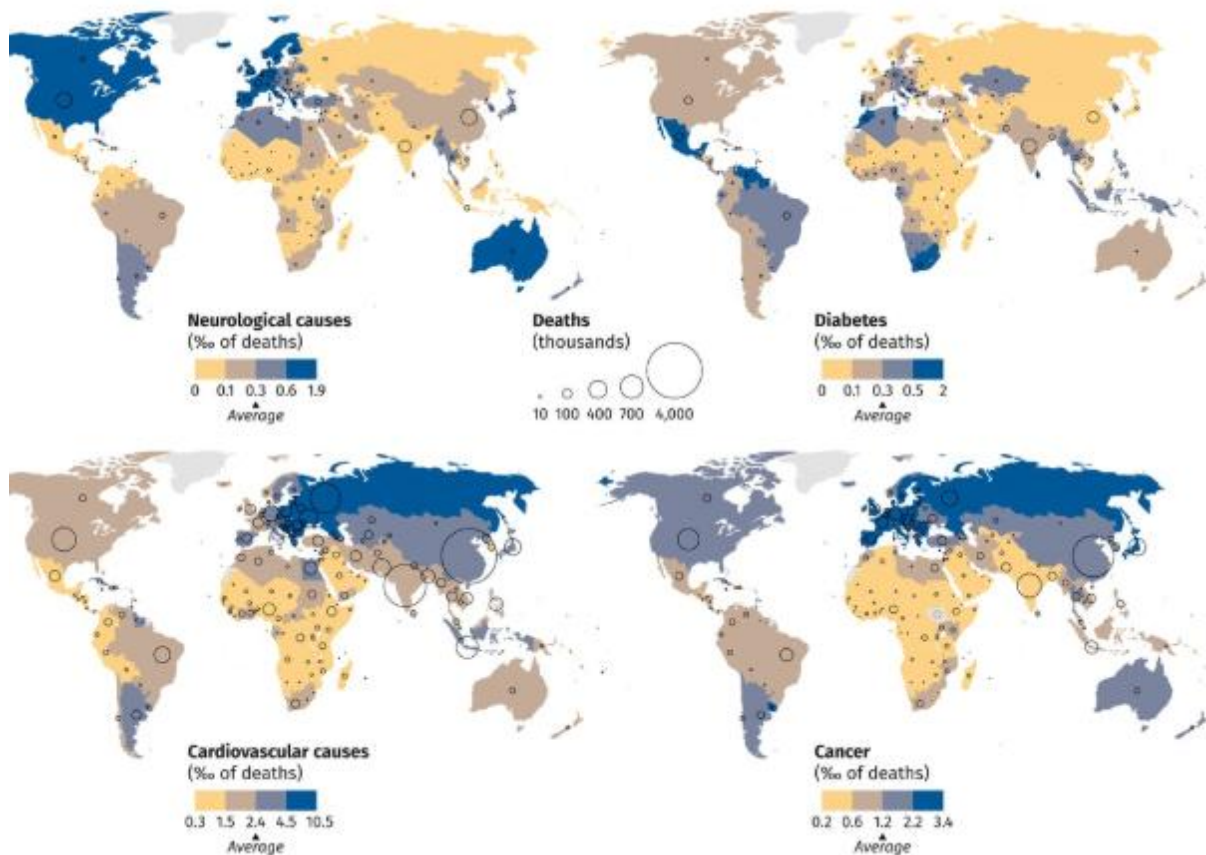 Neurological causes
(‰ of deaths)
0 0.1 0.3 0.6 1.9
Average
Deaths
(thousands)
10 100 400 700 4,000
Diabetes
(‰ of deaths)
0 0.1 0.3 0.5 2
Average
Cardiovascular causes
(‰ of deaths)
0.3 1.5 2.4 4.5 10.5
Average
Cancer
(‰ of deaths)
0.2 0.6 1.2 2.2 3.4
Average